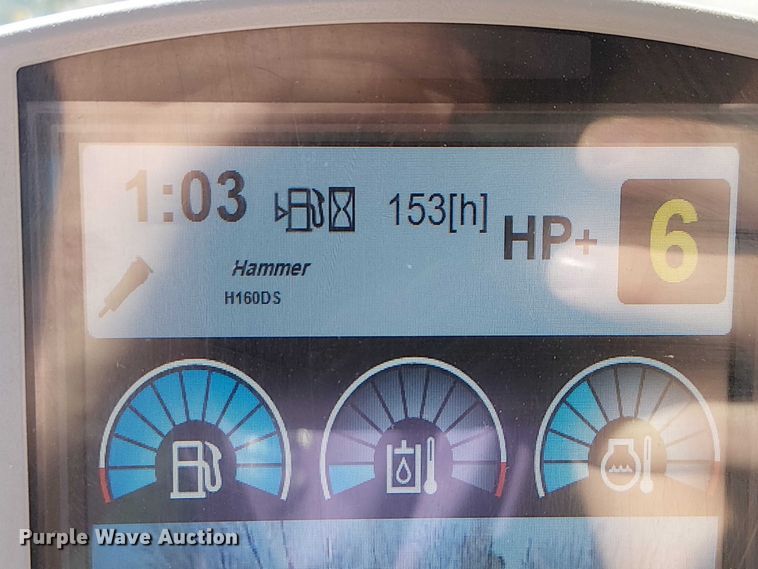 1:03 153[h]
HP+ 6
Hammer
H160DS
Purple Wave Auction